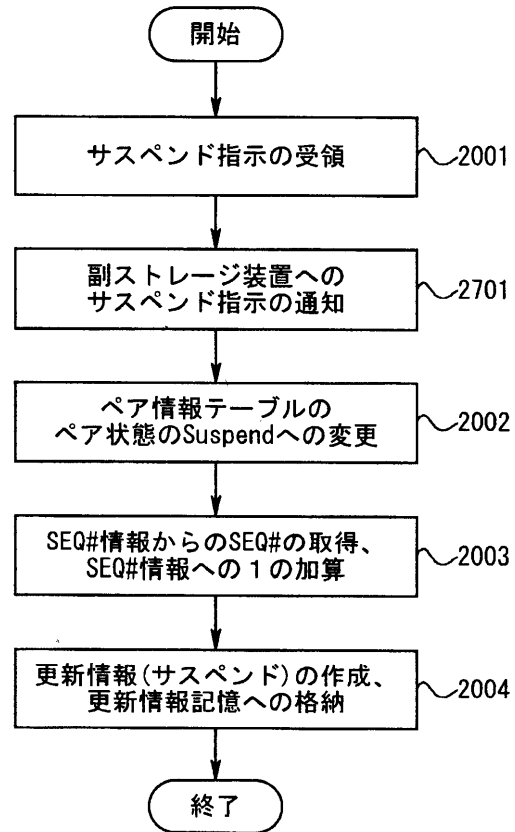 開始
サスペンド指示の受領
2001
副ストレージ装置への
サスペンド指示の通知
2701
ペア情報テーブルの
ペア状態のSuspendへの変更
2002
SEQ#情報からのSEQ#の取得、
SEQ#情報への１の加算
2003
更新情報(サスペンド)の作成、
更新情報記憶への格納
2004
終了